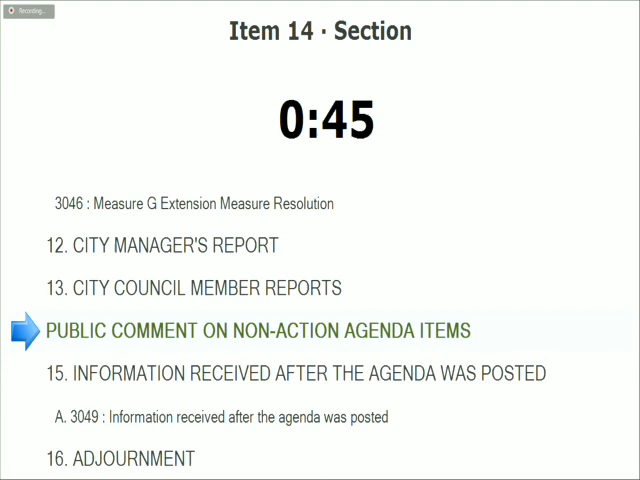 Recording...
Item 14 · Section
0:45
3046 : Measure G Extension Measure Resolution
12. CITY MANAGER'S REPORT
13. CITY COUNCIL MEMBER REPORTS
PUBLIC COMMENT ON NON-ACTION AGENDA ITEMS
15. INFORMATION RECEIVED AFTER THE AGENDA WAS POSTED
A. 3049 : Information received after the agenda was posted
16. ADJOURNMENT